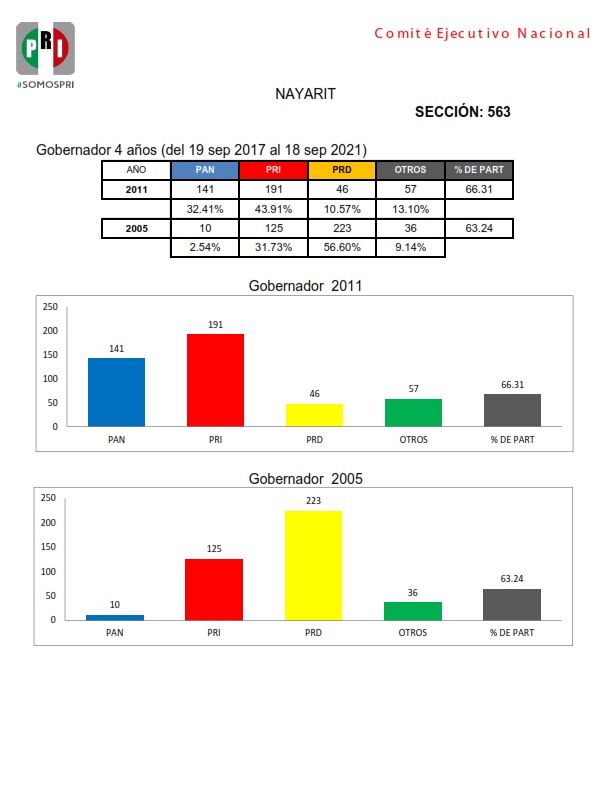 PRI
#SOMOSPRI
Comité Ejecutivo Nacional
NAYARIT
SECCIÓN: 563
Gobernador 4 años (del 19 sep 2017 al 18 sep 2021)
AÑO PAN PRI PRD OTROS % DE PART
2011 141 191 46 57 66.31
32.41% 43.91% 10.57% 13.10%
2005 10 125 223 36 63.24
2.54% 31.73% 56.60% 9.14%
Gobernador 2011
250
200
150
100
50
0
141
191
46
57
66.31
PAN PRI PRD OTROS % DE PART
Gobernador 2005
250
200
150
100
50
0
10
125
223
36
63.24
PAN PRI PRD OTROS % DE PART